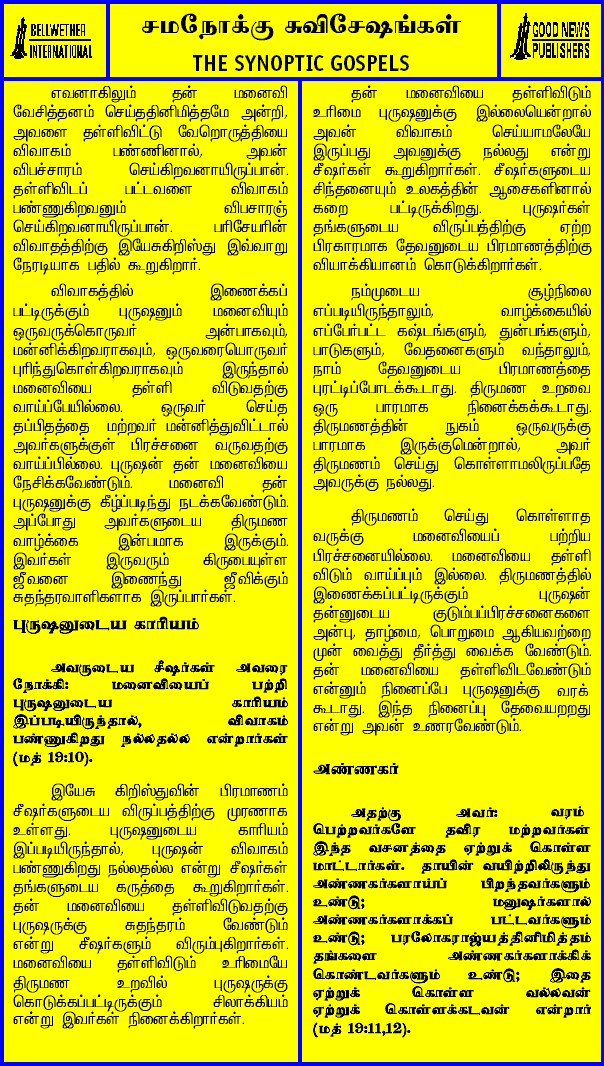 BELLWETHER
INTERNATIONAL
சமநோக்கு சுவிசேஷங்கள்
THE SYNOPTIC GOSPELS
GOOD NEWS
PUBLISHERS
எவனாகிலும் தன் மனைவி
வேசித்தனம் செய்ததினிமித்தமே அன்றி,
அவளை தள்ளிவிட்டு வேறொருத்தியை
விவாகம் பண்ணினால், அவன்
விபச்சாரம் செய்கிறவனாயிருப்பான்.
தள்ளிவிடப் பட்டவளை விவாகம்
பண்ணுகிறவனும் விபசாரஞ்
செய்கிறவனாயிருப்பான். பரிசேயரின்
விவாதத்திற்கு இயேசுகிறிஸ்து இவ்வாறு
நேரடியாக பதில் கூறுகிறார்.
விவாகத்தில் இணைக்கப்
பட்டிருக்கும் புருஷனும் மனைவியும்
ஒருவருக்கொருவர் அன்பாகவும்,
மன்னிக்கிறவராகவும், ஒருவரையொருவர்
புரிந்துகொள்கிறவராகவும் இருந்தால்
மனைவியை தள்ளி விடுவதற்கு
வாய்ப்பேயில்லை. ஒருவர் செய்த
தப்பிதத்தை மற்றவர் மன்னித்துவிட்டால்
அவர்களுக்குள் பிரச்சனை வருவதற்கு
வாய்ப்பில்லை. புருஷன் தன் மனைவியை
நேசிக்கவேண்டும். மனைவி தன்
புருஷனுக்கு கீழ்ப்படிந்து நடக்கவேண்டும்.
அப்போது அவர்களுடைய திருமண
வாழ்க்கை இன்பமாக இருக்கும்.
இவர்கள் இருவரும் கிருபையுள்ள
ஜீவனை இணைந்து ஜீவிக்கும்
சுதந்தரவாளிகளாக இருப்பார்கள்.
புருஷனுடைய காரியம்
அவருடைய சீஷர்கள் அவரை
நோக்கி: மனைவியைப் பற்றி
புருஷனுடைய காரியம்
இப்படியிருந்தால், விவாகம்
பண்ணுகிறது நல்லதல்ல என்றார்கள்
(மத் 19:10).
இயேசு கிறிஸ்துவின் பிரமாணம்
சீஷர்களுடைய விருப்பத்திற்கு முரணாக
உள்ளது. புருஷனுடைய காரியம்
இப்படியிருந்தால், புருஷன் விவாகம்
பண்ணுகிறது நல்லதல்ல என்று சீஷர்கள்
தங்களுடைய கருத்தை கூறுகிறார்கள்.
தன் மனைவியை தள்ளிவிடுவதற்கு
புருஷருக்கு சுதந்தரம் வேண்டும்
என்று சீஷர்களும் விரும்புகிறார்கள்.
மனைவியை தள்ளிவிடும் உரிமையே
திருமண உறவில் புருஷருக்கு
கொடுக்கப்பட்டிருக்கும் சிலாக்கியம்
என்று இவர்கள் நினைக்கிறார்கள்.
தன் மனைவியை தள்ளிவிடும்
உரிமை புருஷனுக்கு இல்லையென்றால்
அவன் விவாகம் செய்யாமலேயே
இருப்பது அவனுக்கு நல்லது என்று
சீஷர்கள் கூறுகிறார்கள். சீஷர்களுடைய
சிந்தனையும் உலகத்தின் ஆசைகளினால்
கறை பட்டிருக்கிறது. புருஷர்கள்
தங்களுடைய விருப்பத்திற்கு ஏற்ற
பிரகாரமாக தேவனுடைய பிரமாணத்திற்கு
வியாக்கியானம் கொடுக்கிறார்கள்.
நம்முடைய சூழ்நிலை
எப்படியிருந்தாலும், வாழ்க்கையில்
எப்பேர்பட்ட கஷ்டங்களும், துன்பங்களும்,
பாடுகளும், வேதனைகளும் வந்தாலும்,
நாம் தேவனுடைய பிரமாணத்தை
புரட்டிப்போடக்கூடாது. திருமண உறவை
ஒரு பாரமாக நினைக்கக்கூடாது.
திருமணத்தின் நுகம் ஒருவருக்கு
பாரமாக இருக்குமென்றால், அவர்
திருமணம் செய்து கொள்ளாமலிருப்பதே
அவருக்கு நல்லது.
திருமணம் செய்து கொள்ளாத
வருக்கு மனைவியைப் பற்றிய
பிரச்சனையில்லை. மனைவியை தள்ளி
விடும் வாய்ப்பும் இல்லை. திருமணத்தில்
இணைக்கப்பட்டிருக்கும் புருஷன்
தன்னுடைய குடும்பப்பிரச்சனைகளை
அன்பு, தாழ்மை, பொறுமை ஆகியவற்றை
முன் வைத்து தீர்த்து வைக்க வேண்டும்.
தன் மனைவியை தள்ளிவிடவேண்டும்
என்னும் நினைப்பே புருஷனுக்கு வரக்
கூடாது. இந்த நினைப்பு தேவையறறது
என்று அவன் உணரவேண்டும்.
அண்ணகர்
அதற்கு அவர்: வரம்
பெற்றவர்களே தவிர மற்றவர்கள்
இந்த வசனத்தை ஏற்றுக் கொள்ள
மாட்டார்கள். தாயின் வயிற்றிலிருந்து
அண்ணகர்களாய்ப் பிறந்தவர்களும்
உண்டு; மனுஷர்களால்
அண்ணகர்களாக்கப் பட்டவர்களும்
உண்டு; பரலோகராஜ்யத்தினிமித்தம்
தங்களை அண்ணகர்களாக்கிக்
கொண்டவர்களும் உண்டு; இதை
ஏற்றுக் கொள்ள வல்லவன்
ஏற்றுக் கொள்ளக்கடவன் என்றார்
(மத் 19:11,12).